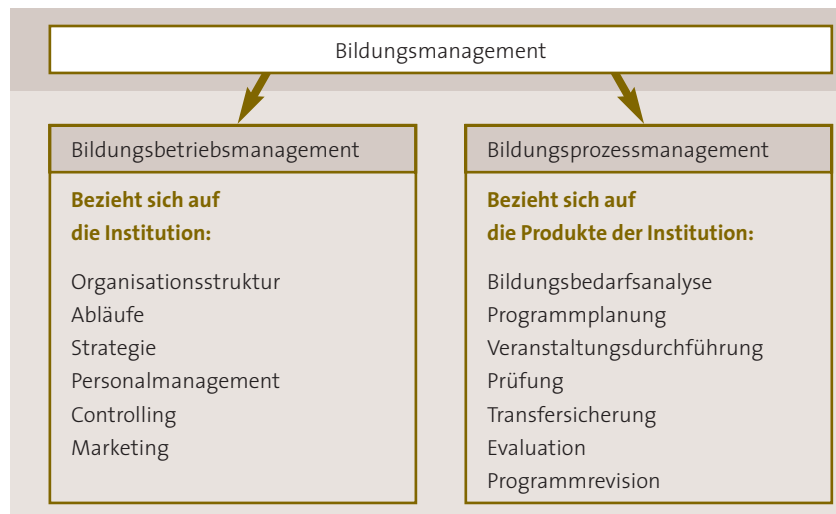 Bildungsmanagement
Bildungsbetriebsmanagement
Bezieht sich auf
die Institution:
Organisationsstruktur
Abläufe
Strategie
Personalmanagement
Controlling
Marketing
Bildungsprozessmanagement
Bezieht sich auf
die Produkte der Institution:
Bildungsbedarfsanalyse
Programmplanung
Veranstaltungsdurchführung
Prüfung
Transfersicherung
Evaluation
Programmrevision